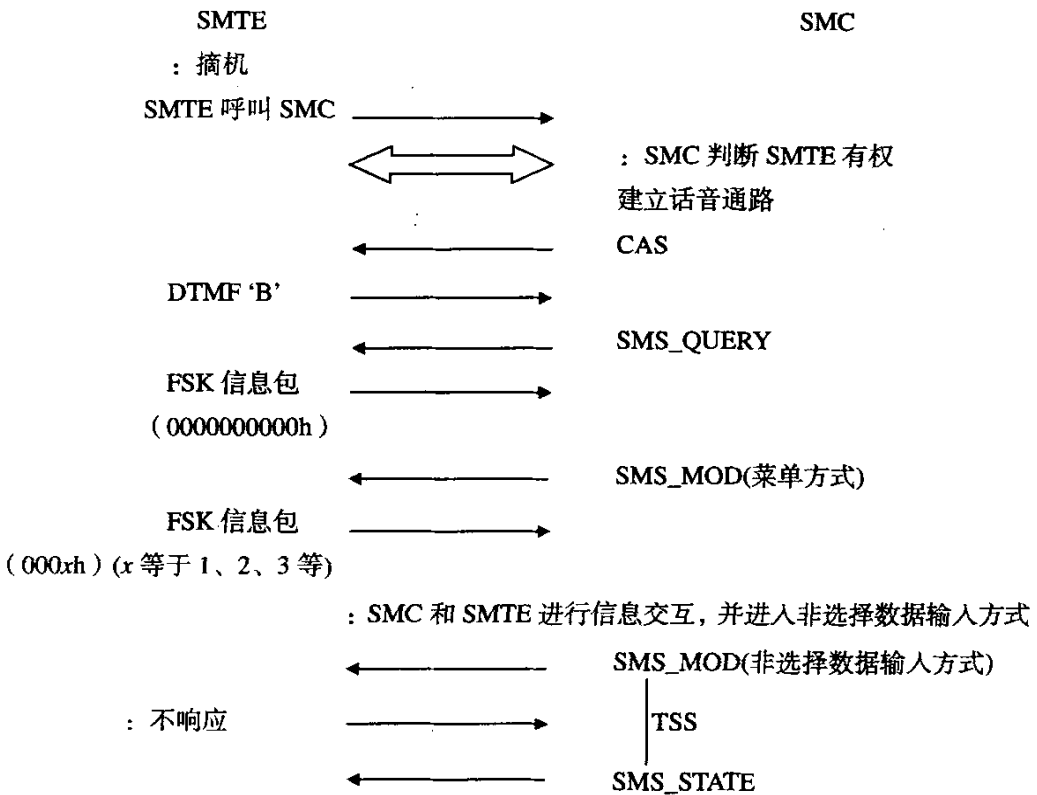 SMTE SMC
：摘机
SMTE 呼叫 SMC
：SMC 判断 SMTE 有权
建立话音通路
CAS
DTMF ‘B’
SMS_QUERY
FSK 信息包
（0000000000h）
SMS_MOD(菜单方式)
FSK 信息包
（000xh）(x 等于 1、2、3 等)
：SMC 和 SMTE 进行信息交互，并进入非选择数据输入方式
SMS_MOD(非选择数据输入方式)
：不响应 TSS
SMS_STATE